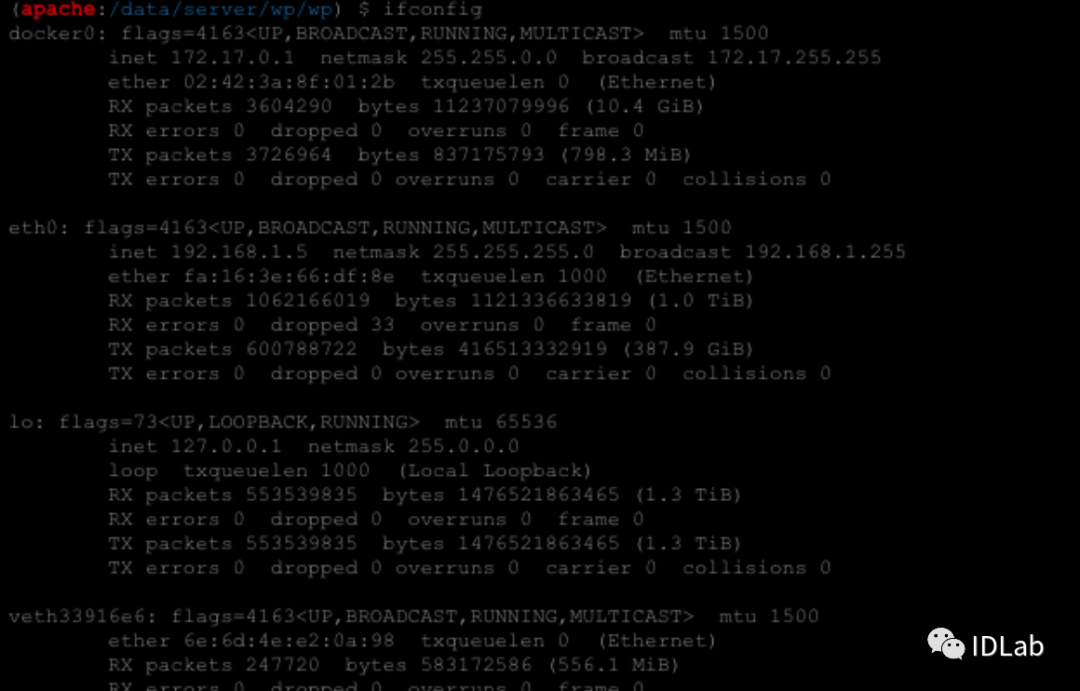 (apache:/data/server/wp/wp) $ ifconfig
docker0: flags=4163<UP,BROADCAST,RUNNING,MULTICAST>  mtu 1500
        inet 172.17.0.1  netmask 255.255.0.0  broadcast 172.17.255.255
        ether 02:42:3a:8f:01:2b  txqueuelen 0  (Ethernet)
        RX packets 3604290  bytes 11237079996 (10.4 GiB)
        RX errors 0  dropped 0  overruns 0  frame 0
        TX packets 3726964  bytes 837175793 (798.3 MiB)
        TX errors 0  dropped 0 overruns 0  carrier 0  collisions 0

eth0: flags=4163<UP,BROADCAST,RUNNING,MULTICAST>  mtu 1500
        inet 192.168.1.5  netmask 255.255.255.0  broadcast 192.168.1.255
        ether fa:16:3e:66:df:8e  txqueuelen 1000  (Ethernet)
        RX packets 1062166019  bytes 1121336633819 (1.0 TiB)
        RX errors 0  dropped 33  overruns 0  frame 0
        TX packets 600788722  bytes 416513332919 (387.9 GiB)
        TX errors 0  dropped 0 overruns 0  carrier 0  collisions 0

lo: flags=73<UP,LOOPBACK,RUNNING>  mtu 65536
        inet 127.0.0.1  netmask 255.0.0.0
        loop  txqueuelen 1000  (Local Loopback)
        RX packets 553539835  bytes 1476521863465 (1.3 TiB)
        RX errors 0  dropped 0  overruns 0  frame 0
        TX packets 553539835  bytes 1476521863465 (1.3 TiB)
        TX errors 0  dropped 0 overruns 0  carrier 0  collisions 0

veth33916e6: flags=4163<UP,BROADCAST,RUNNING,MULTICAST>  mtu 1500
        ether 6e:6d:4e:e2:0a:98  txqueuelen 0  (Ethernet)
        RX packets 247720  bytes 583172586 (556.1 MiB)
        RX errors 0  dropped 0  overruns 0  frame 0
IDLab